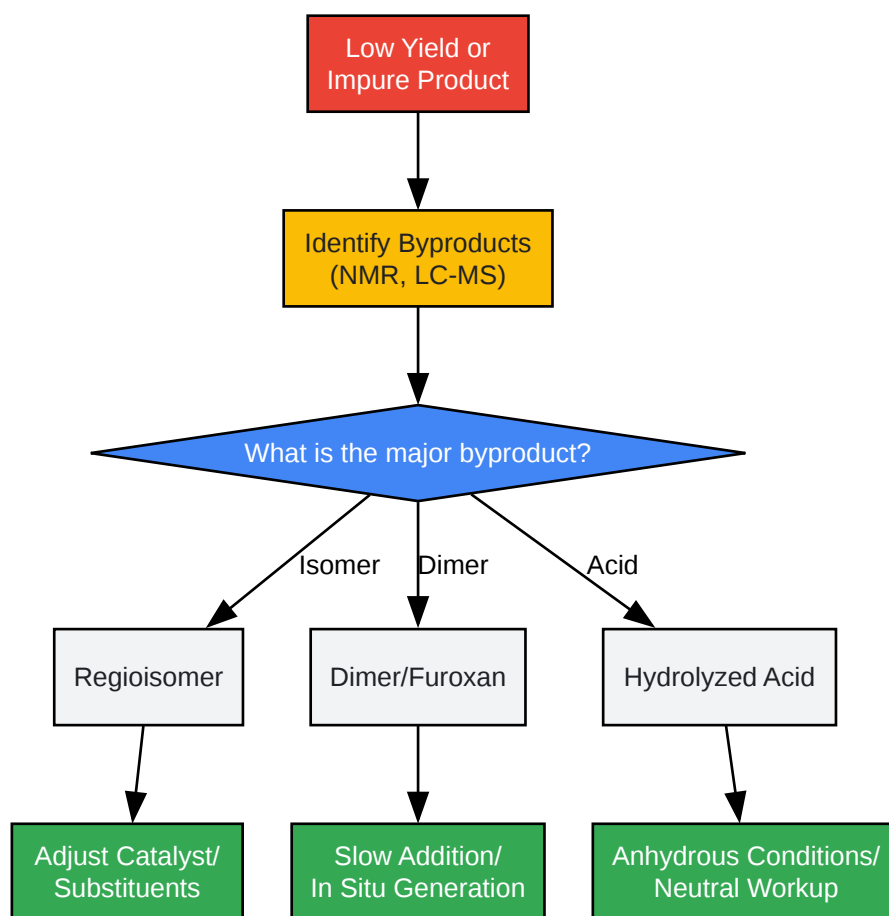 Low Yield or
Impure Product
Identify Byproducts
(NMR, LC-MS)
What is the major byproduct?
Isomer
Dimer
Acid
Regioisomer
Dimer/Furoxan
Hydrolyzed Acid
Adjust Catalyst/
Substituents
Slow Addition/
In Situ Generation
Anhydrous Conditions/
Neutral Workup